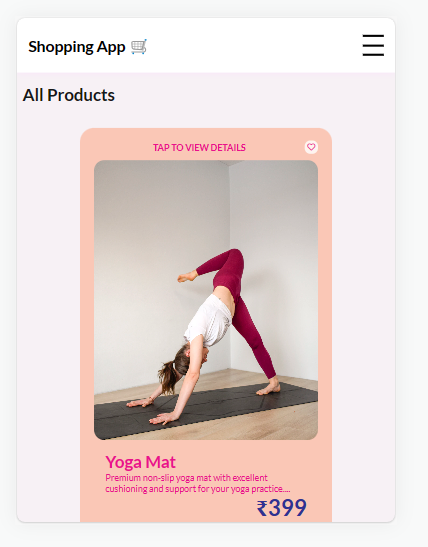 Shopping App 🛒
All Products
TAP TO VIEW DETAILS
Yoga Mat
Premium non-slip yoga mat with excellent
cushioning and support for your yoga practice....
₹399